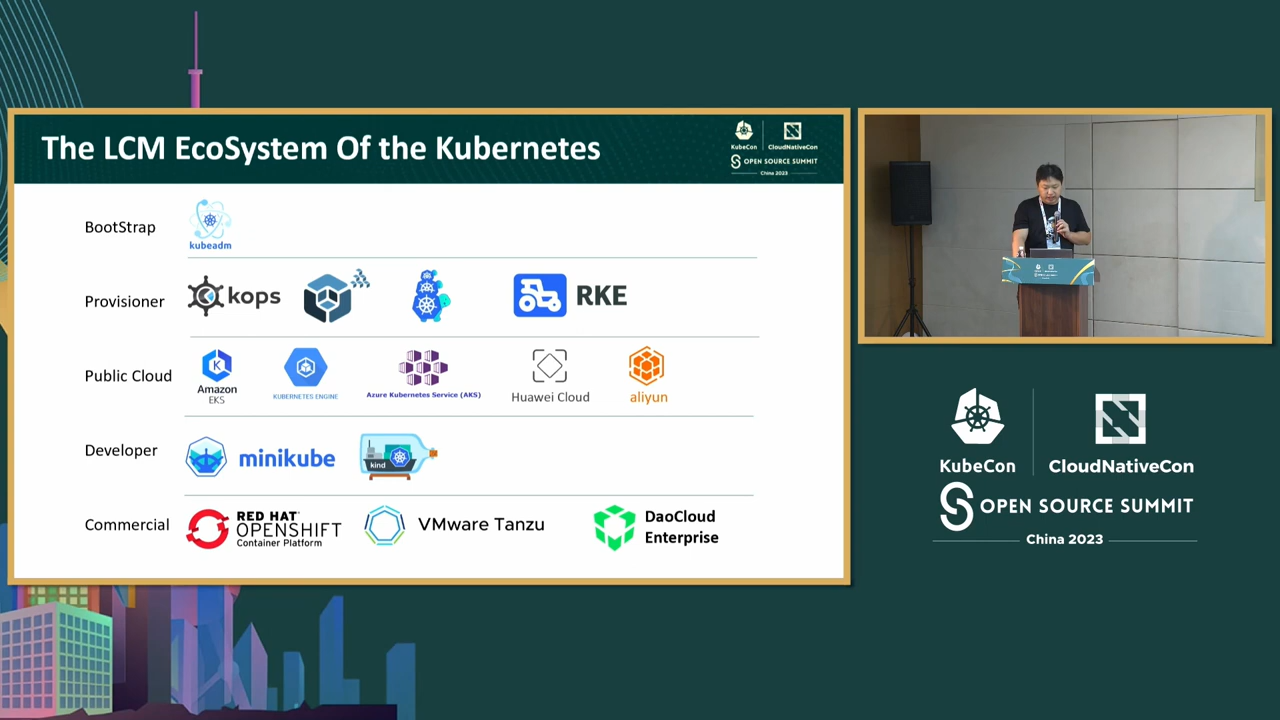 The LCM EcoSystem Of the Kubernetes
KubeCon
CloudNativeCon
OPEN SOURCE SUMMIT
China 2023
BootStrap
kubeadm
Provisioner
kops
RKE
Public Cloud
Amazon
EKS
KUBERNETES ENGINE
Azure Kubernetes Service (AKS)
Huawei Cloud
aliyun
Developer
minikube
kind
Commercial
RED HAT
OPENSHIFT
Container Platform
VMware Tanzu
DaoCloud
Enterprise
KubeCon
CloudNativeCon
OPEN SOURCE SUMMIT
China 2023